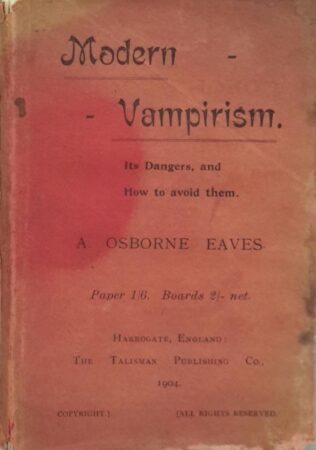 Modern -
- Vampirism.
Its Dangers, and
How to avoid them.
A OSBORNE EAVES
Paper 1/6. Boards 2/- net.
HARROGATE, ENGLAND:
THE TALISMAN PUBLISHING CO.,
1904.
COPYRIGHT.] [ALL RIGHTS RESERVED.